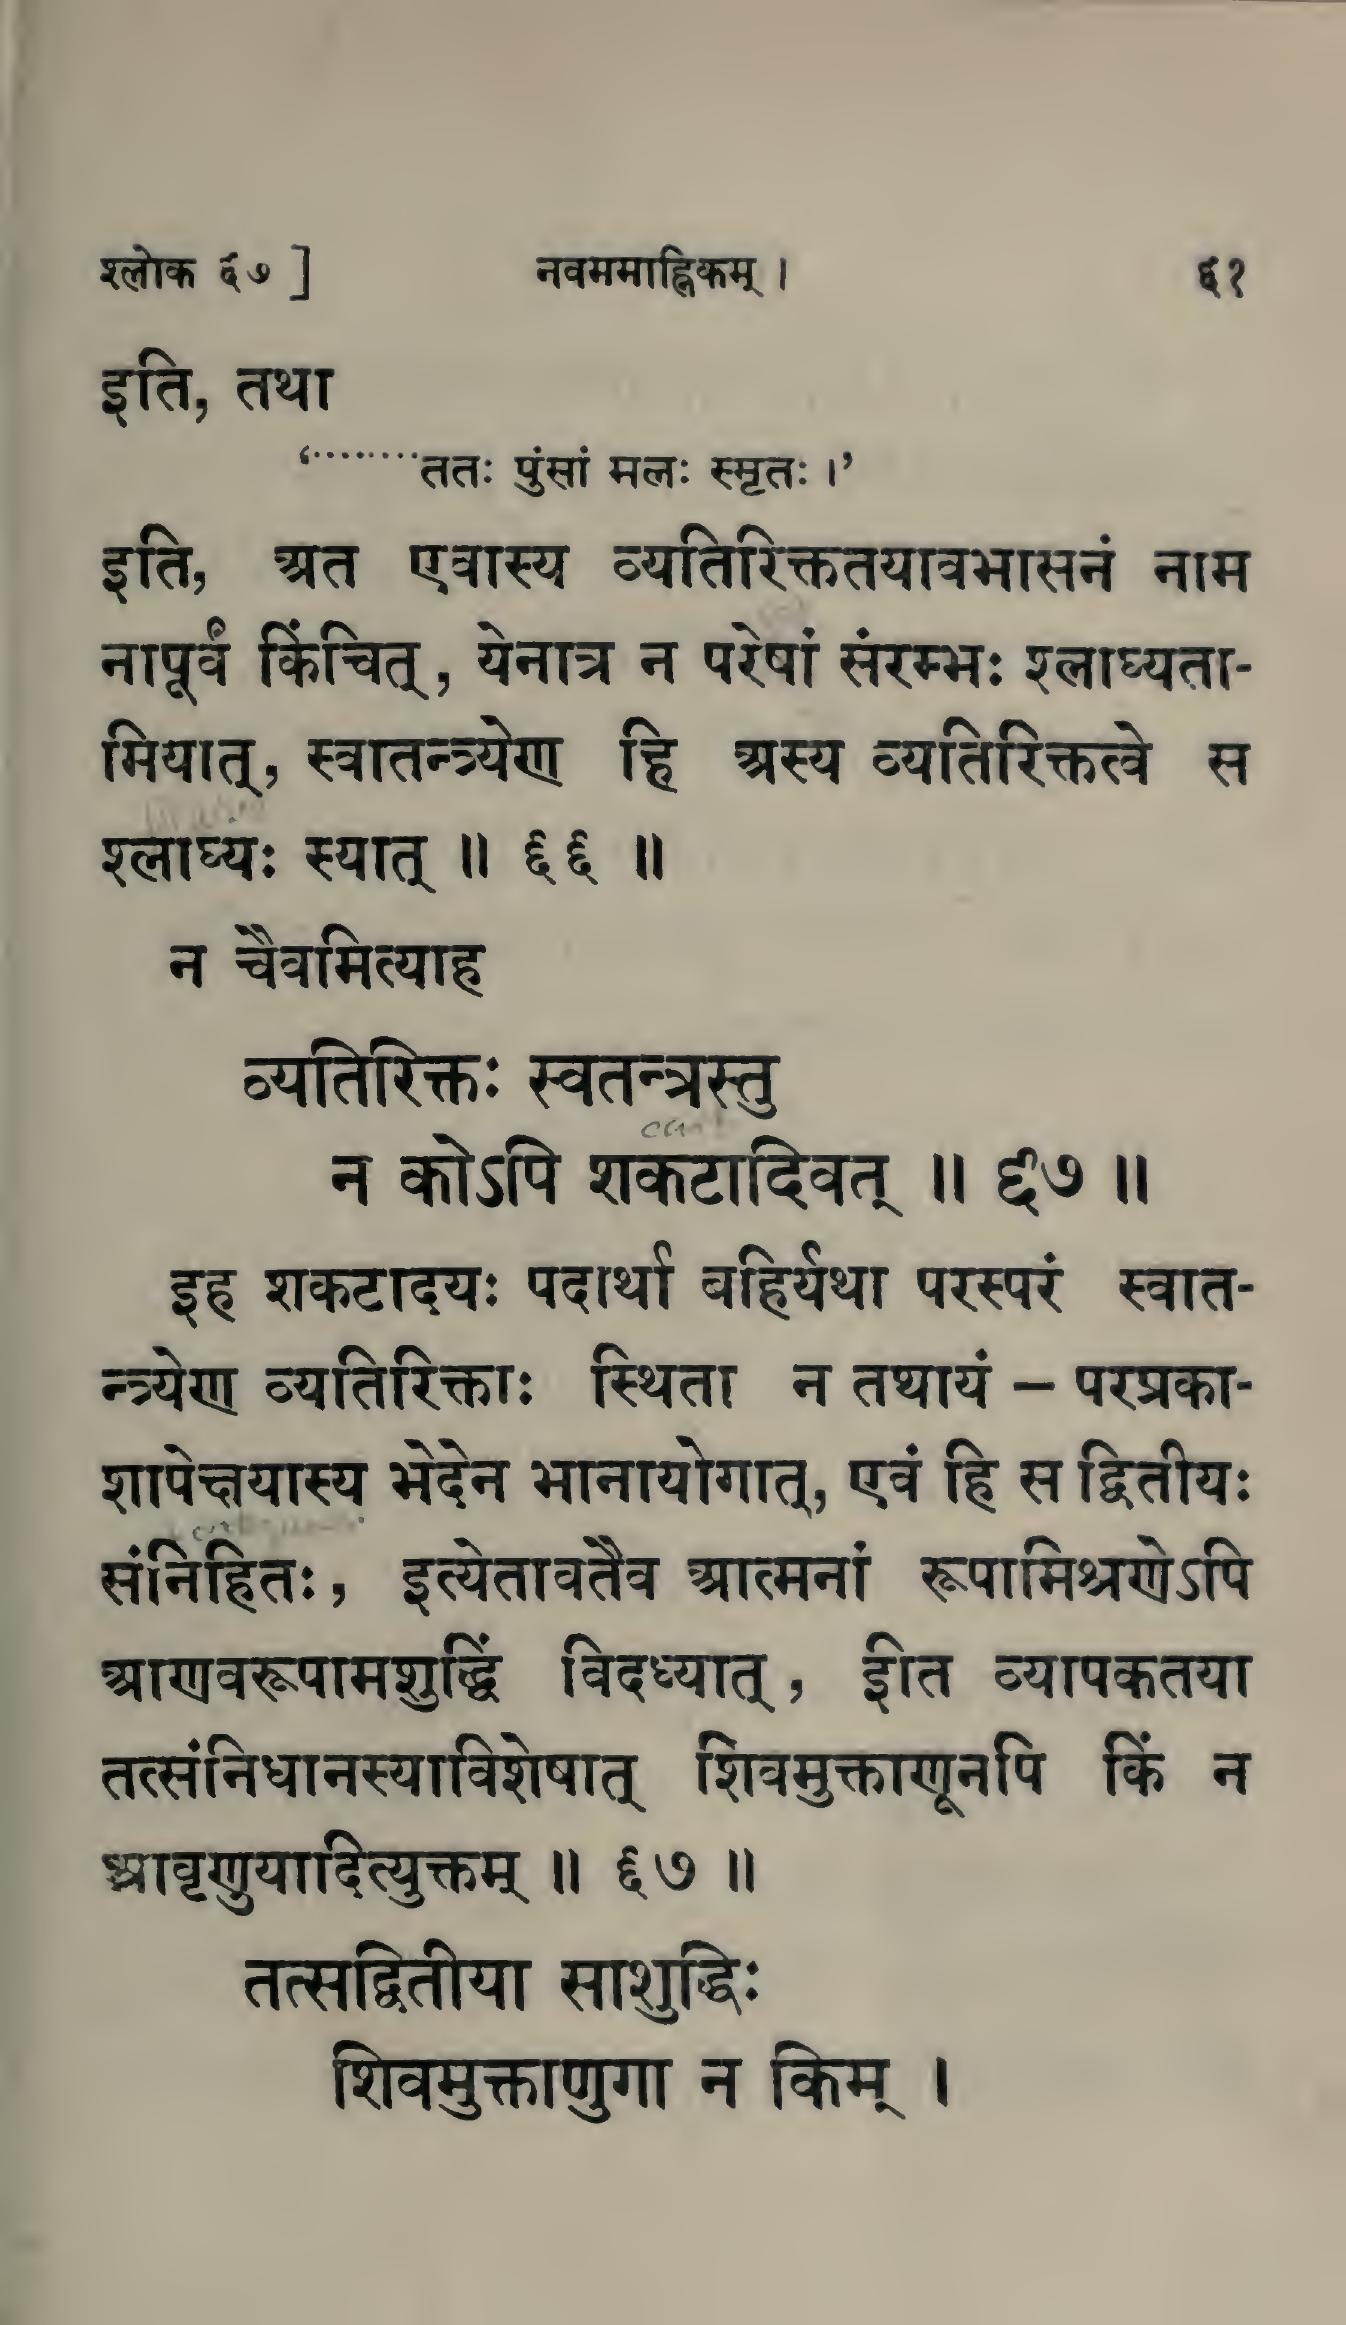 श्लोक ६७ ] नवममाह्निकम् । ६१
इति, तथा
‘········ततः पुंसां मलः स्मृतः ।’
इति, अत एवास्य व्यतिरिक्ततयावभासनं नाम
नापूर्वं किंचित्, येनात्र न परेषां संरम्भः श्लाघ्यता-
मियात्, स्वातन्त्र्येण हि अस्य व्यतिरिक्तत्वे स
श्लाघ्यः स्यात् ॥ ६६ ॥
न चैवमित्याह
व्यतिरिक्तः स्वतन्त्रस्तु
न कोऽपि शकटादिवत् ॥ ६७ ॥
इह शकटादयः पदार्था बहिर्यथा परस्परं स्वात-
न्त्र्येण व्यतिरिक्ताः स्थिता न तथायं – परप्रका-
शापेक्षयास्य भेदेन भानायोगात्, एवं हि स द्वितीयः
संनिहितः, इत्येतावतैव आत्मनां रूपामिश्रणेऽपि
आणवरूपामशुद्धिं विदध्यात्, इति व्यापकतया
तत्संनिधानस्याविशेषात् शिवमुक्ताणूनपि किं न
आवृणुयादित्युक्तम् ॥ ६७ ॥
तत्सद्वितीया साशुद्धिः
शिवमुक्ताणुगा न किम् ।